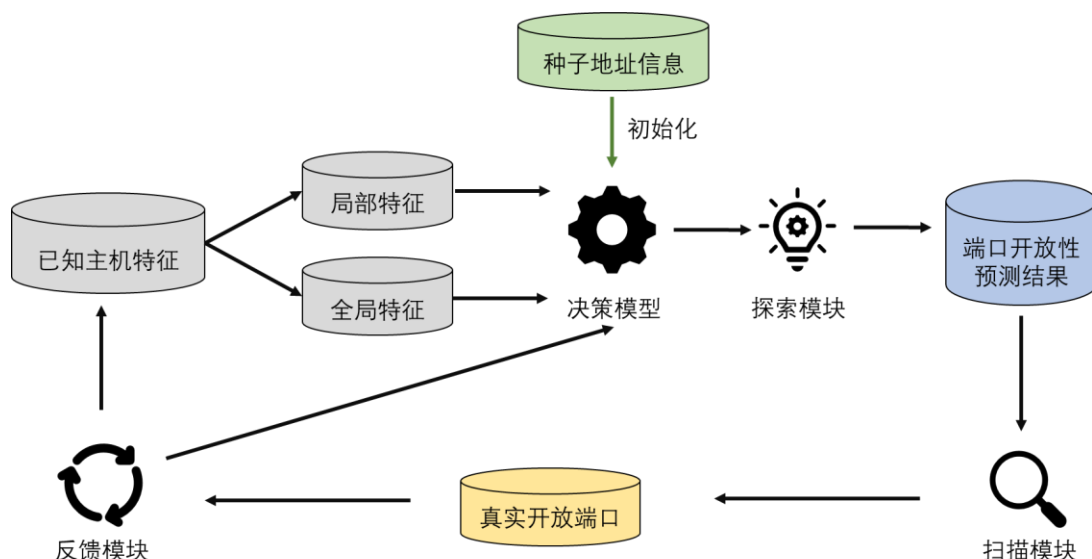 种子地址信息
初始化
局部特征
已知主机特征
全局特征
决策模型
探索模块
端口开放性
预测结果
反馈模块
真实开放端口
扫描模块